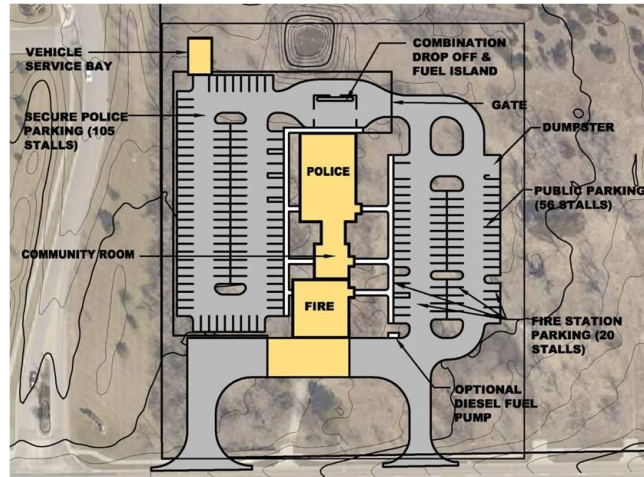 VEHICLE
SERVICE BAY
COMBINATION
DROP OFF &
FUEL ISLAND
GATE
SECURE POLICE
PARKING (105
STALLS)
DUMPSTER
POLICE
PUBLIC PARKING
(56 STALLS)
COMMUNITY ROOM
FIRE
FIRE STATION
PARKING (20
STALLS)
OPTIONAL
DIESEL FUEL
PUMP